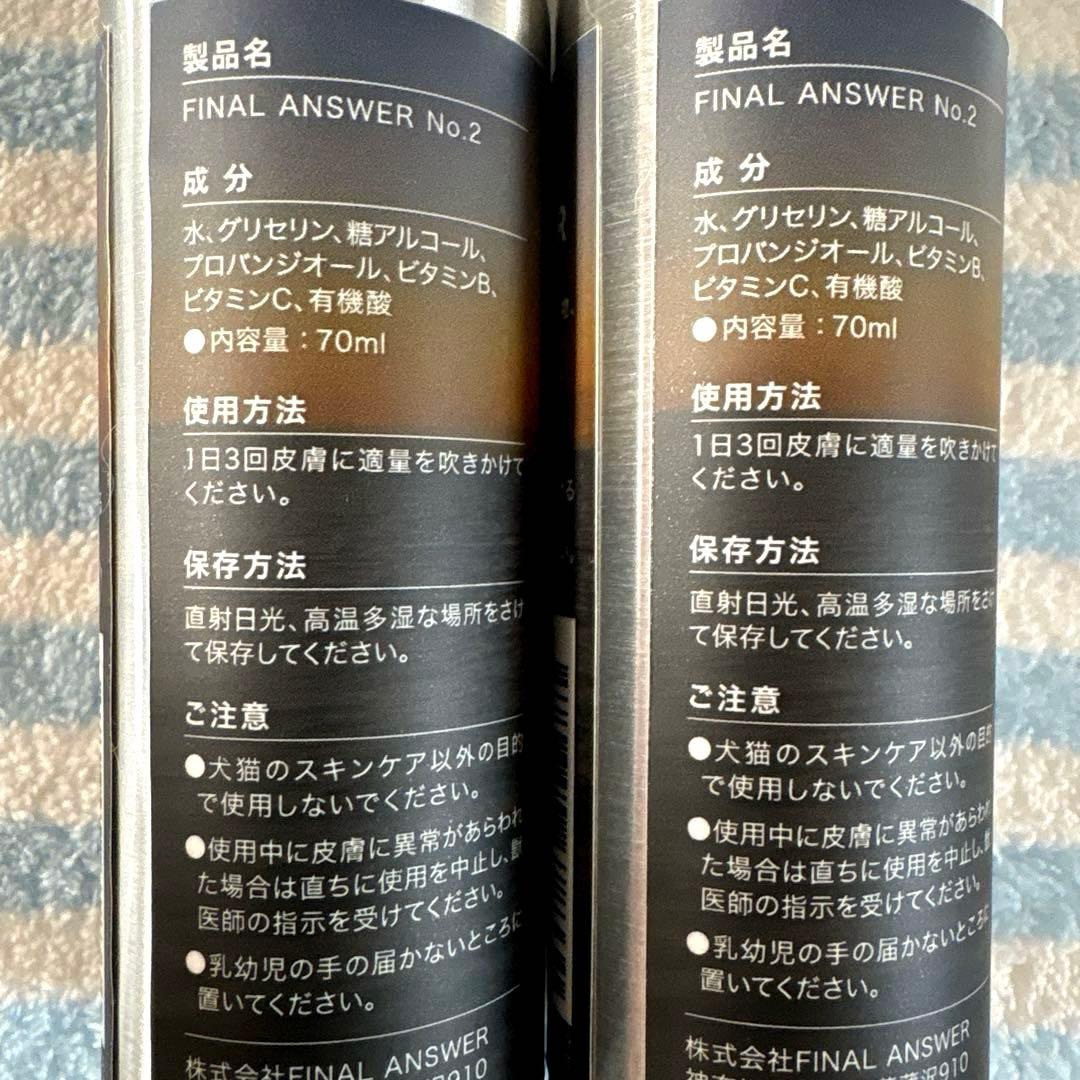 製品名
FINAL ANSWER No.2
成 分
水、グリセリン、糖アルコール、
プロパンジオール、ビタミンB、
ビタミンC、有機酸
●内容量：70ml
使用方法
1日3回皮膚に適量を吹きかけて
ください。
保存方法
直射日光、高温多湿な場所をさけ
て保存してください。
ご注意
●犬猫のスキンケア以外の目的
で使用しないでください。
●使用中に皮膚に異常があらわれ
た場合は直ちに使用を中止し、獣
医師の指示を受けてください。
●乳幼児の手の届かないところに
置いてください。
株式会社FINAL ANSWER
沢910
製品名
FINAL ANSWER No.2
成 分
水、グリセリン、糖アルコール、
プロパンジオール、ビタミンB、
ビタミンC、有機酸
●内容量：70ml
使用方法
1日3回皮膚に適量を吹きかけて
ください。
保存方法
直射日光、高温多湿な場所をさけ
て保存してください。
ご注意
●犬猫のスキンケア以外の目的
で使用しないでください。
●使用中に皮膚に異常があらわれ
た場合は直ちに使用を中止し、獣
医師の指示を受けてください。
●乳幼児の手の届かないところに
置いてください。
株式会社FINAL ANSWER
沢910